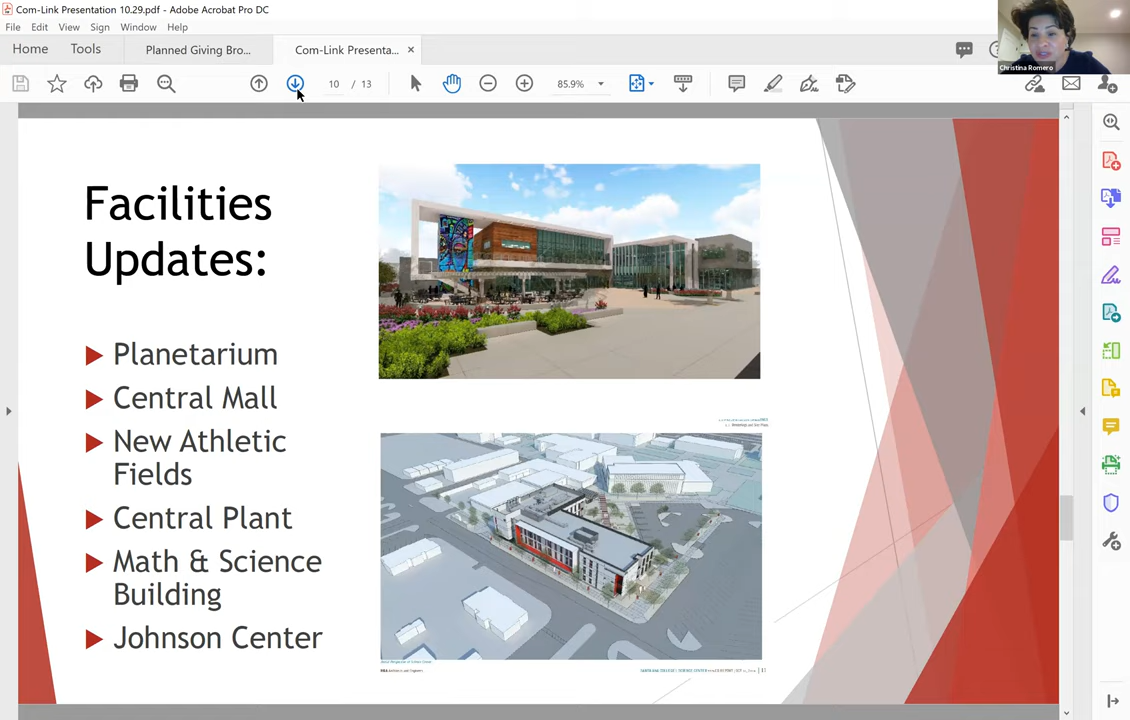 Com-Link Presentation 10.29.pdf - Adobe Acrobat Pro DC
File Edit View Sign Window Help
Home Tools Planned Giving Bro... Com-Link Presenta... ×
10 / 13 85.9%
Christina Romero
Facilities
Updates:
Planetarium
Central Mall
New Athletic
Fields
Central Plant
Math & Science
Building
Johnson Center